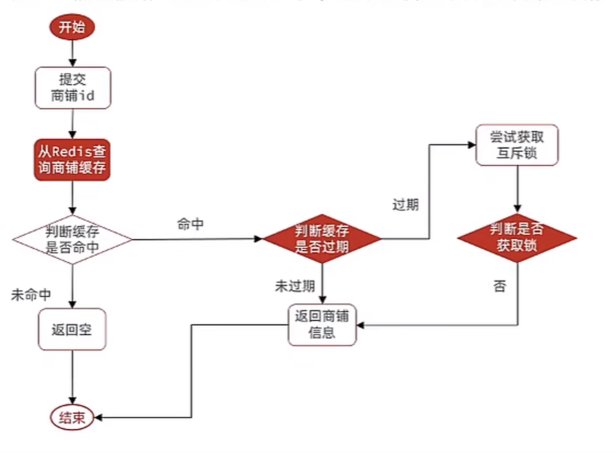 开始
提交
商铺id
从Redis查
询商铺缓存
尝试获取
互斥锁
判断缓存
是否命中
命中
判断缓存
是否过期
过期
判断是否
获取锁
未命中
未过期
否
返回空
返回商铺
信息
结束